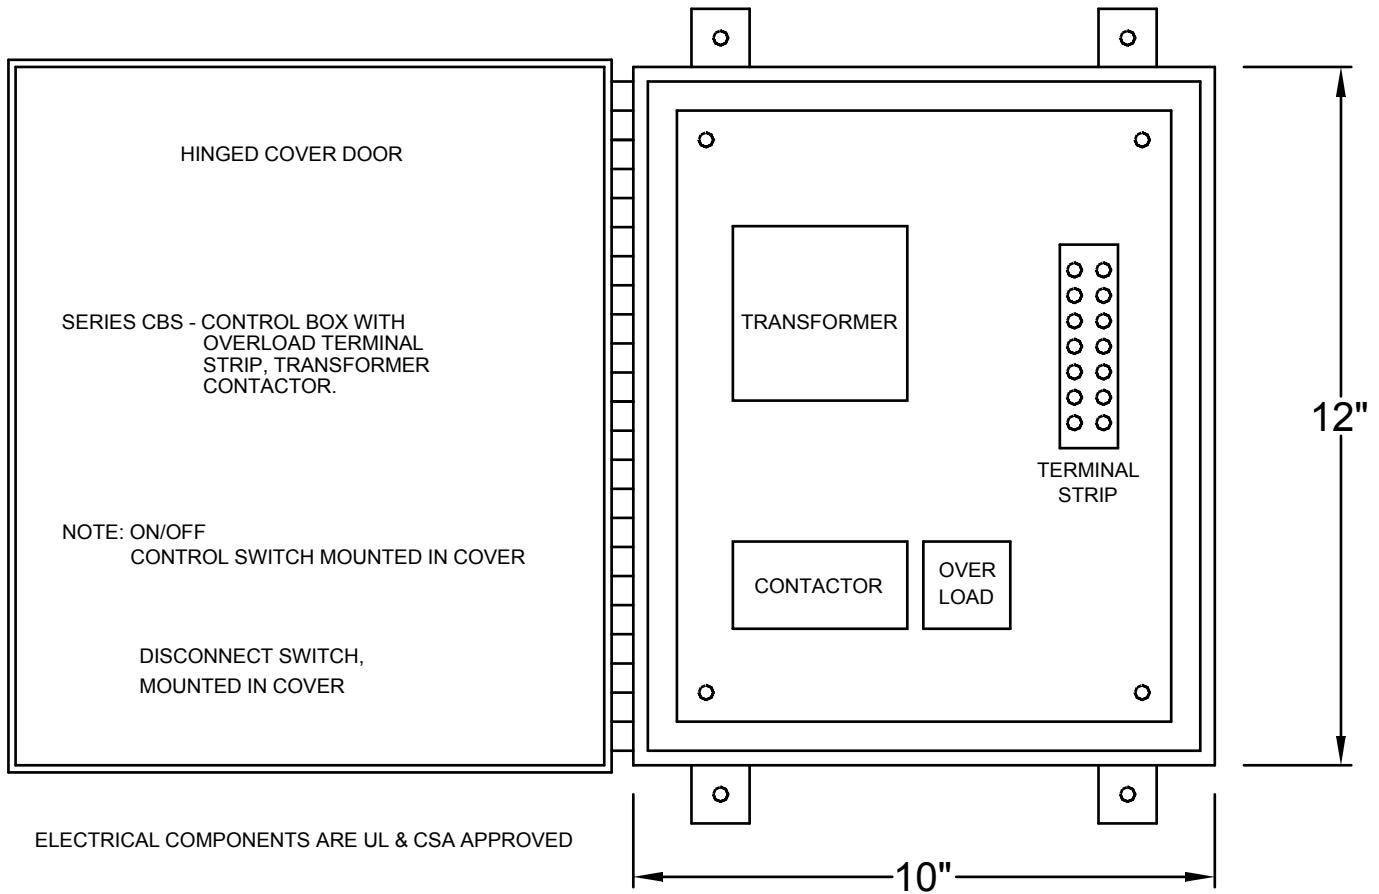 HINGED COVER DOOR
SERIES CBS - CONTROL BOX WITH
OVERLOAD TERMINAL
STRIP, TRANSFORMER
CONTACTOR.
NOTE: ON/OFF
CONTROL SWITCH MOUNTED IN COVER
DISCONNECT SWITCH,
MOUNTED IN COVER
ELECTRICAL COMPONENTS ARE UL & CSA APPROVED
TRANSFORMER
TERMINAL
STRIP
CONTACTOR
OVER
LOAD
12"
10"